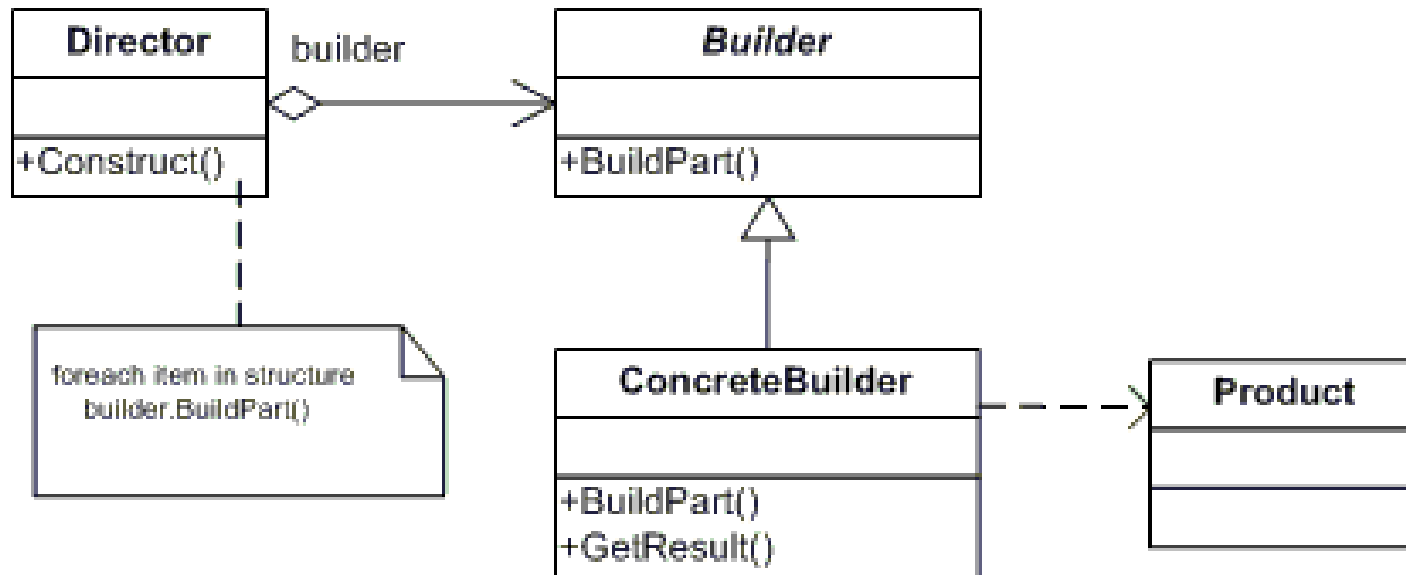 Director
builder
Builder
+Construct()
+BuildPart()
foreach item in structure
builder.BuildPart()
ConcreteBuilder
Product
+BuildPart()
+GetResult()